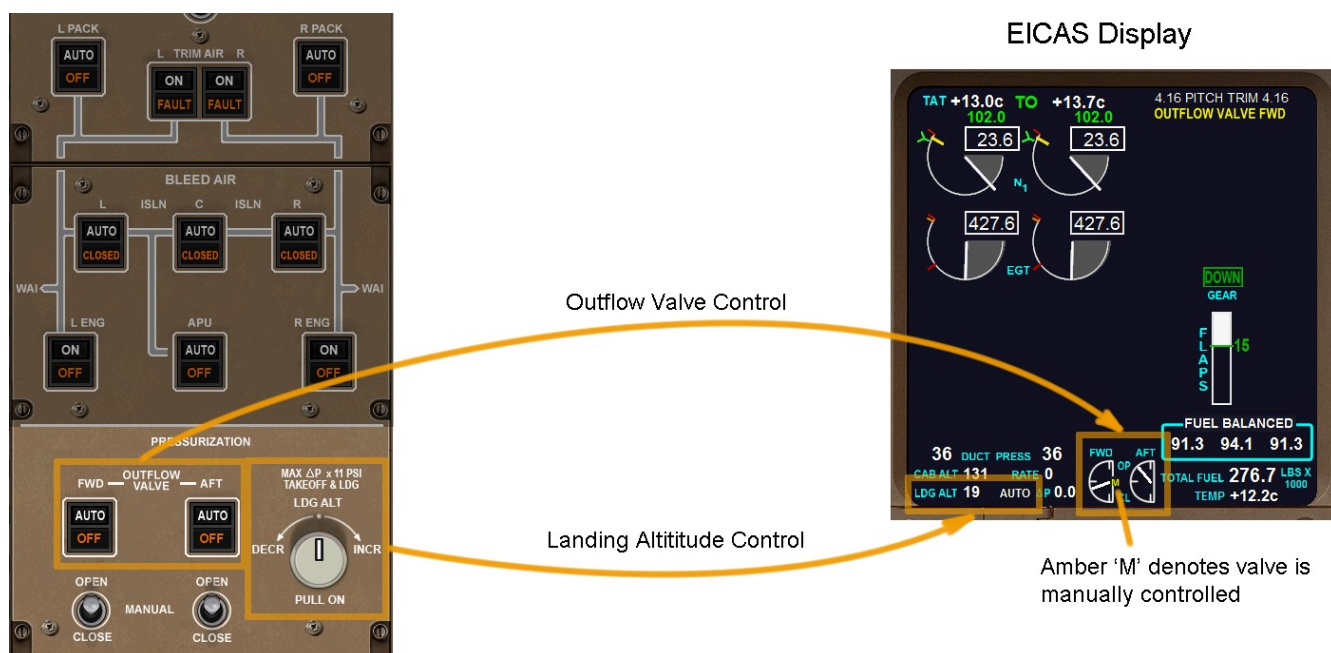 L PACK
R PACK
AUTO
OFF
L TRIM AIR R
ON
FAULT
ON
FAULT
AUTO
OFF
BLEED AIR
L ISLN C ISLN R
AUTO
CLOSED
AUTO
CLOSED
AUTO
CLOSED
WAI
WAI
L ENG
APU
R ENG
ON
OFF
AUTO
OFF
ON
OFF
PRESSURIZATION
FWD — OUTFLOW VALVE — AFT
AUTO
OFF
AUTO
OFF
MAX △P x 11 PSI
TAKEOFF & LDG
LDG ALT
DECR
INCR
PULL ON
OPEN
OPEN
MANUAL
CLOSE
CLOSE
Outflow Valve Control
Landing Altititude Control
EICAS Display
TAT +13.0c TO +13.7c
102.0 102.0
4.16 PITCH TRIM 4.16
OUTFLOW VALVE FWD
23.6 23.6
N1
427.6 427.6
EGT
DOWN
GEAR
FLAPS
15
FUEL BALANCED
91.3 94.1 91.3
36 DUCT PRESS 36
CAB ALT 131 RATE 0
LDG ALT 19 AUTO △P 0.0
FWD AFT
OP
M
CL
TOTAL FUEL 276.7 LBS X 1000
TEMP +12.2c
Amber 'M' denotes valve is
manually controlled